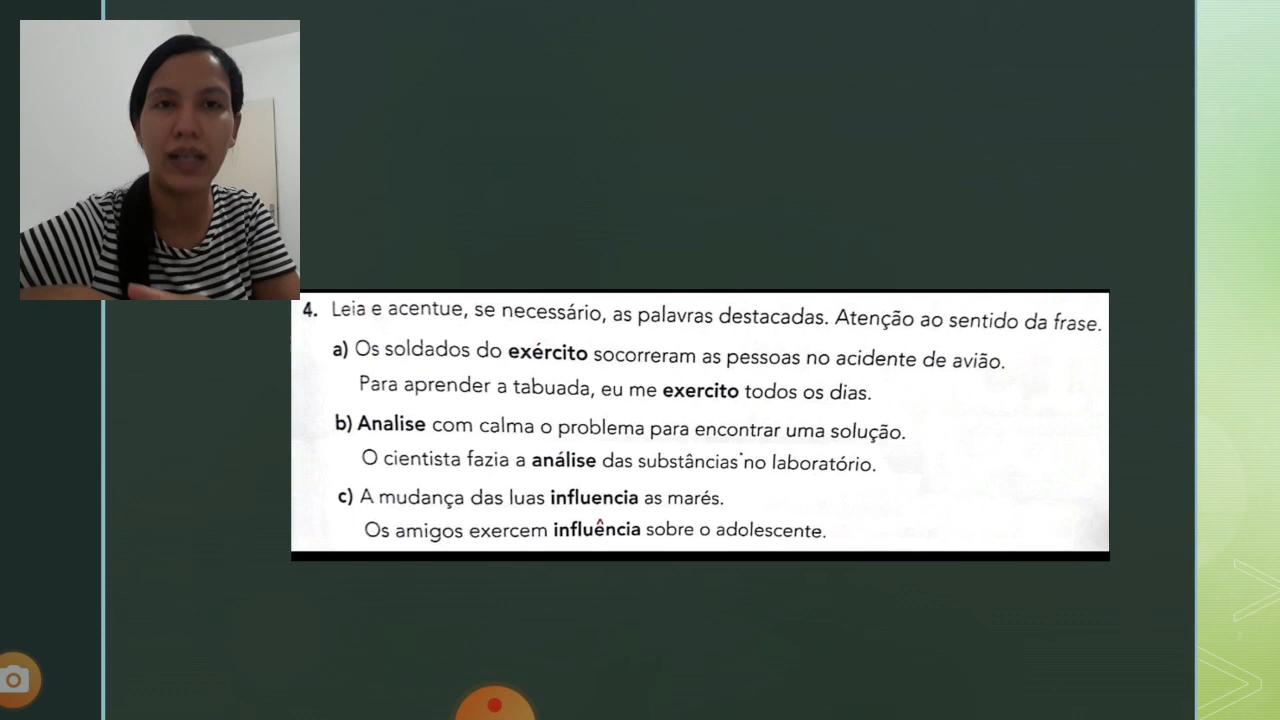 4. Leia e acentue, se necessário, as palavras destacadas. Atenção ao sentido da frase.
a) Os soldados do exército socorreram as pessoas no acidente de avião.
Para aprender a tabuada, eu me exercito todos os dias.
b) Analise com calma o problema para encontrar uma solução.
O cientista fazia a análise das substâncias no laboratório.
c) A mudança das luas influencia as marés.
Os amigos exercem influência sobre o adolescente.